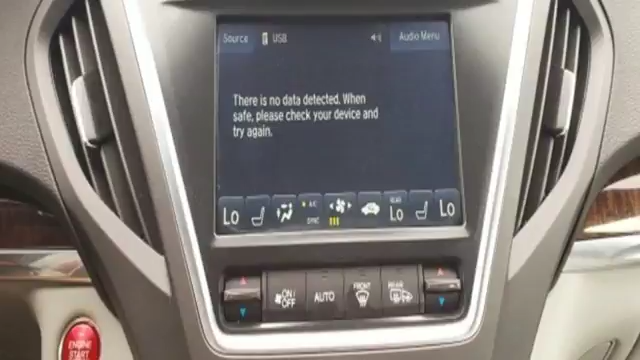 Source USB Audio Menu
There is no data detected. When
safe, please check your device and
try again.
Lo A/C SYNC REAR Lo Lo
ON/OFF AUTO FRONT REAR
ENGINE
START